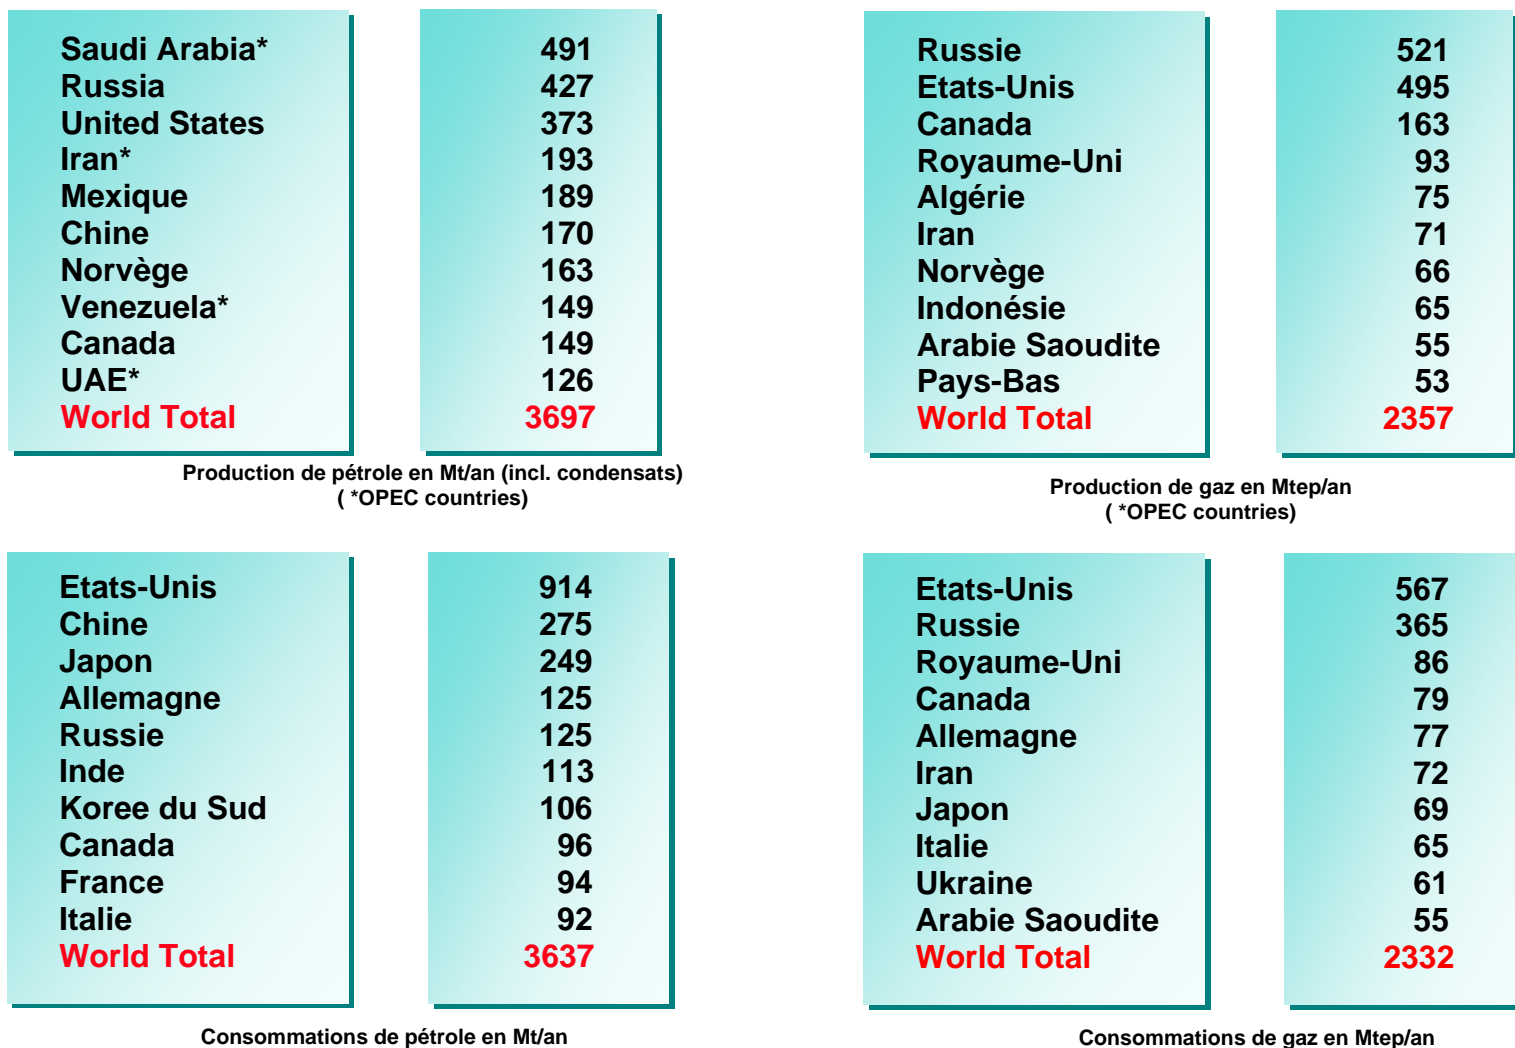 Saudi Arabia* 491
Russia 427
United States 373
Iran* 193
Mexique 189
Chine 170
Norvège 163
Venezuela* 149
Canada 149
UAE* 126
World Total 3697
Production de pétrole en Mt/an (incl. condensats)
( *OPEC countries)
Russie 521
Etats-Unis 495
Canada 163
Royaume-Uni 93
Algérie 75
Iran 71
Norvège 66
Indonésie 65
Arabie Saoudite 55
Pays-Bas 53
World Total 2357
Production de gaz en Mtep/an
( *OPEC countries)
Etats-Unis 914
Chine 275
Japon 249
Allemagne 125
Russie 125
Inde 113
Koree du Sud 106
Canada 96
France 94
Italie 92
World Total 3637
Consommations de pétrole en Mt/an
Etats-Unis 567
Russie 365
Royaume-Uni 86
Canada 79
Allemagne 77
Iran 72
Japon 69
Italie 65
Ukraine 61
Arabie Saoudite 55
World Total 2332
Consommations de gaz en Mtep/an